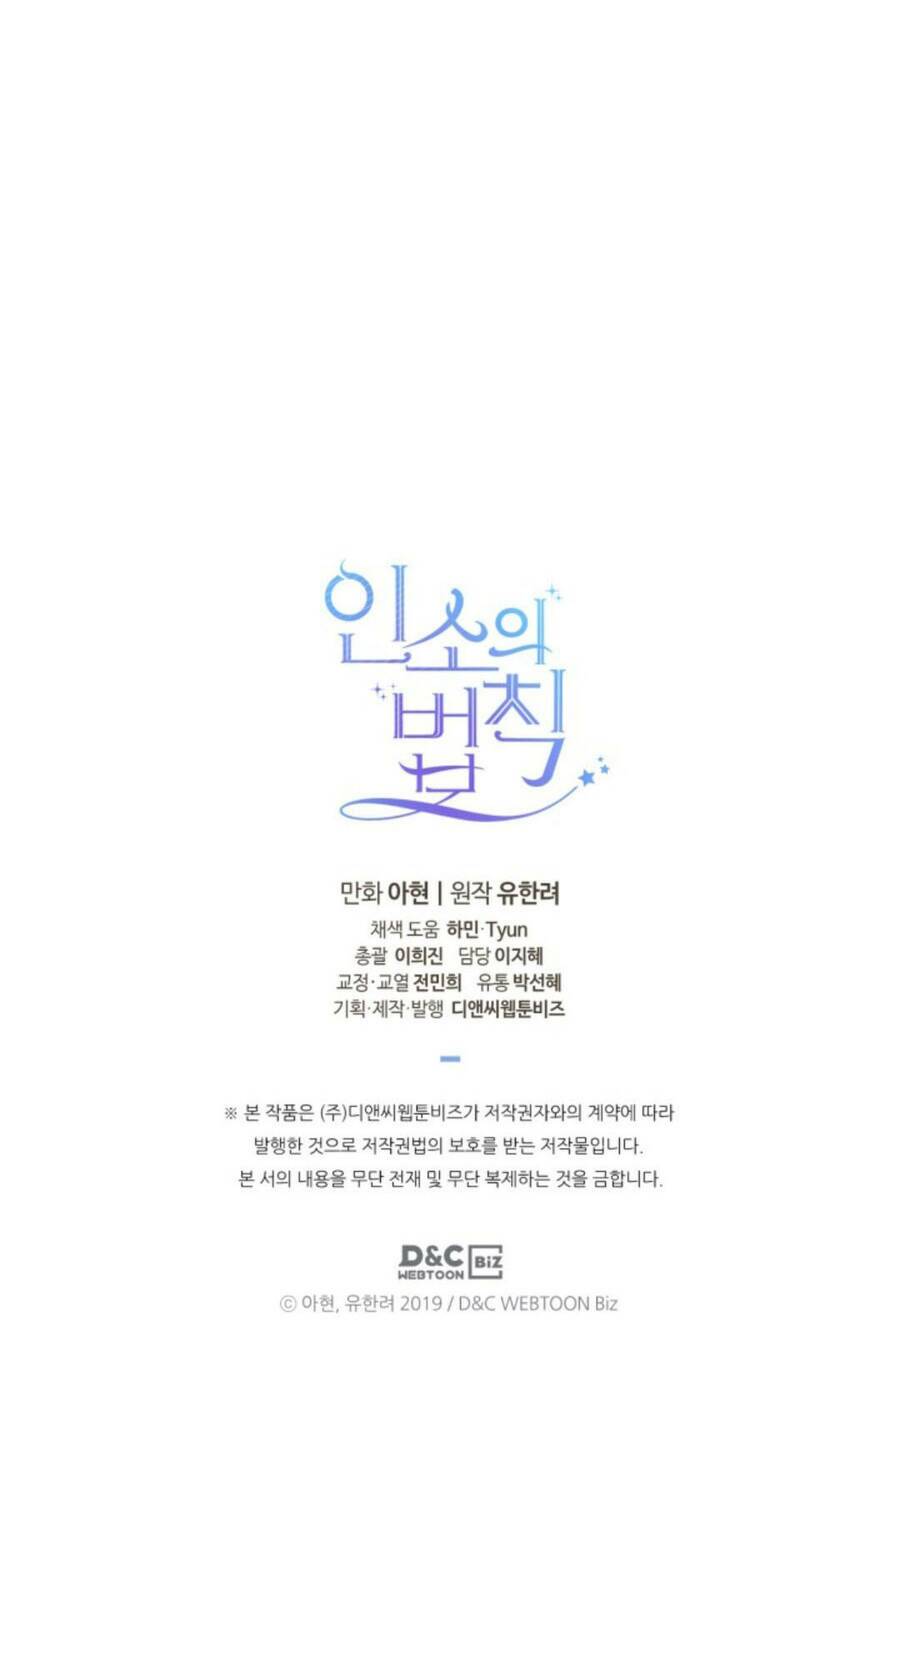 인소의
법칙
만화 아현 | 원작 유한려
채색 도움 하민·Tyun
총괄 이희진 담당 이지혜
교정·교열 전민희 유통 박선혜
기획·제작·발행 디앤씨웹툰비즈
※ 본 작품은 (주)디앤씨웹툰비즈가 저작권자와의 계약에 따라
발행한 것으로 저작권법의 보호를 받는 저작물입니다.
본 서의 내용을 무단 전재 및 무단 복제하는 것을 금합니다.
D&C
WEBTOON BiZ
ⓒ 아현, 유한려 2019 / D&C WEBTOON Biz